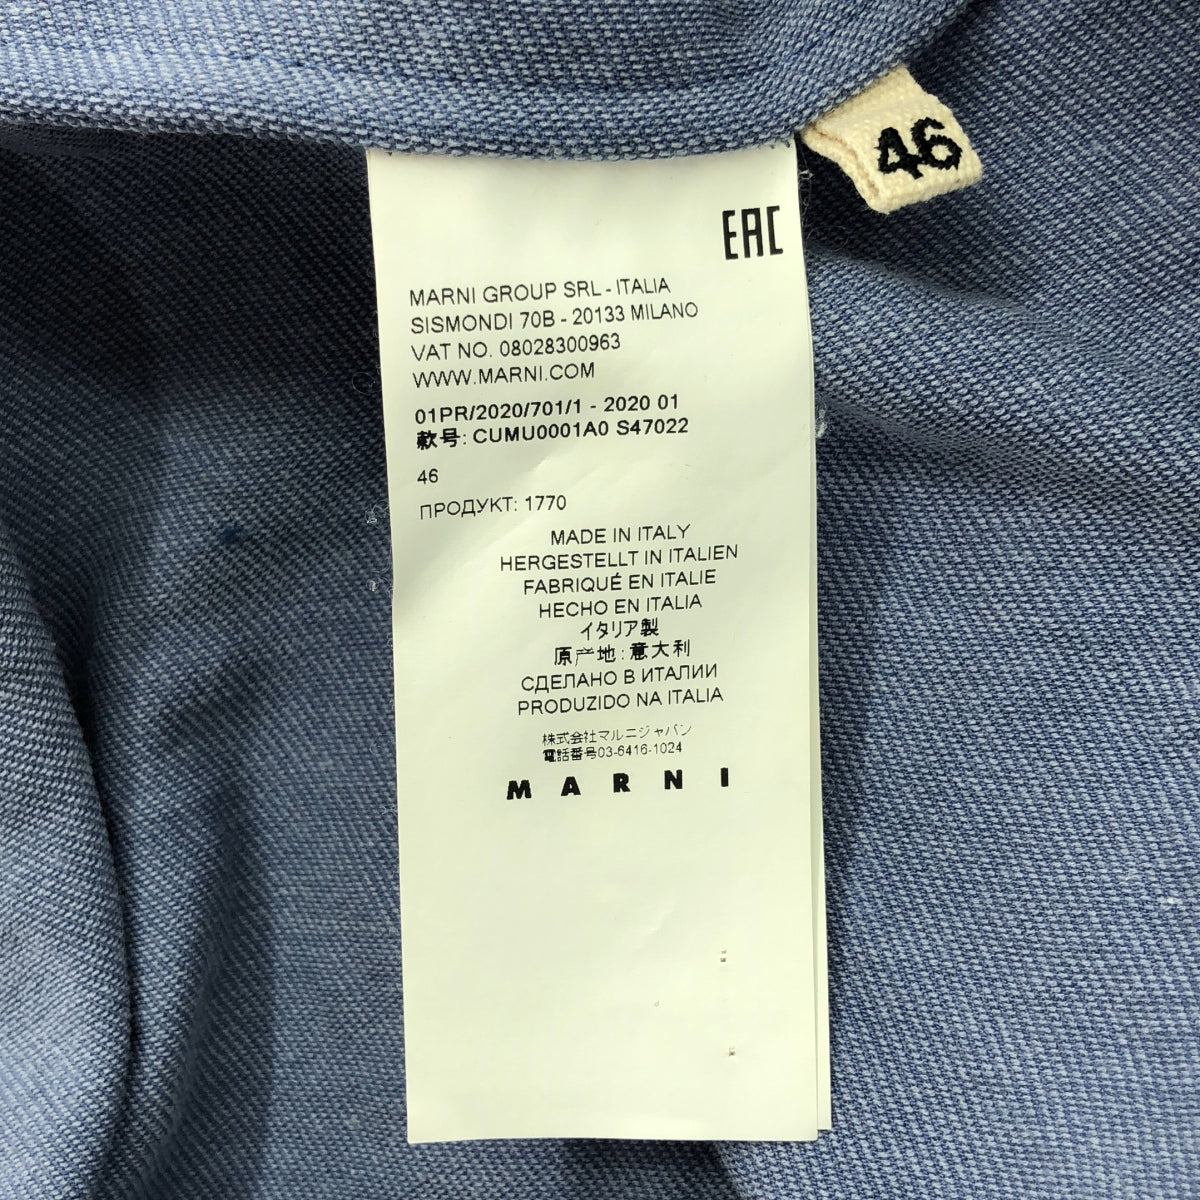 46
EAC
MARNI GROUP SRL - ITALIA
SISMONDI 70B - 20133 MILANO
VAT NO. 08028300963
WWW.MARNI.COM
01PR/2020/701/1 - 2020 01
款号: CUMU0001A0 S47022
46
ПРОДУКТ: 1770
MADE IN ITALY
HERGESTELLT IN ITALIEN
FABRIQUÉ EN ITALIE
HECHO EN ITALIA
イタリア製
原产地: 意大利
СДЕЛАНО В ИТАЛИИ
PRODUZIDO NA ITALIA
株式会社マルニジャパン
電話番号03-6416-1024
MARNI